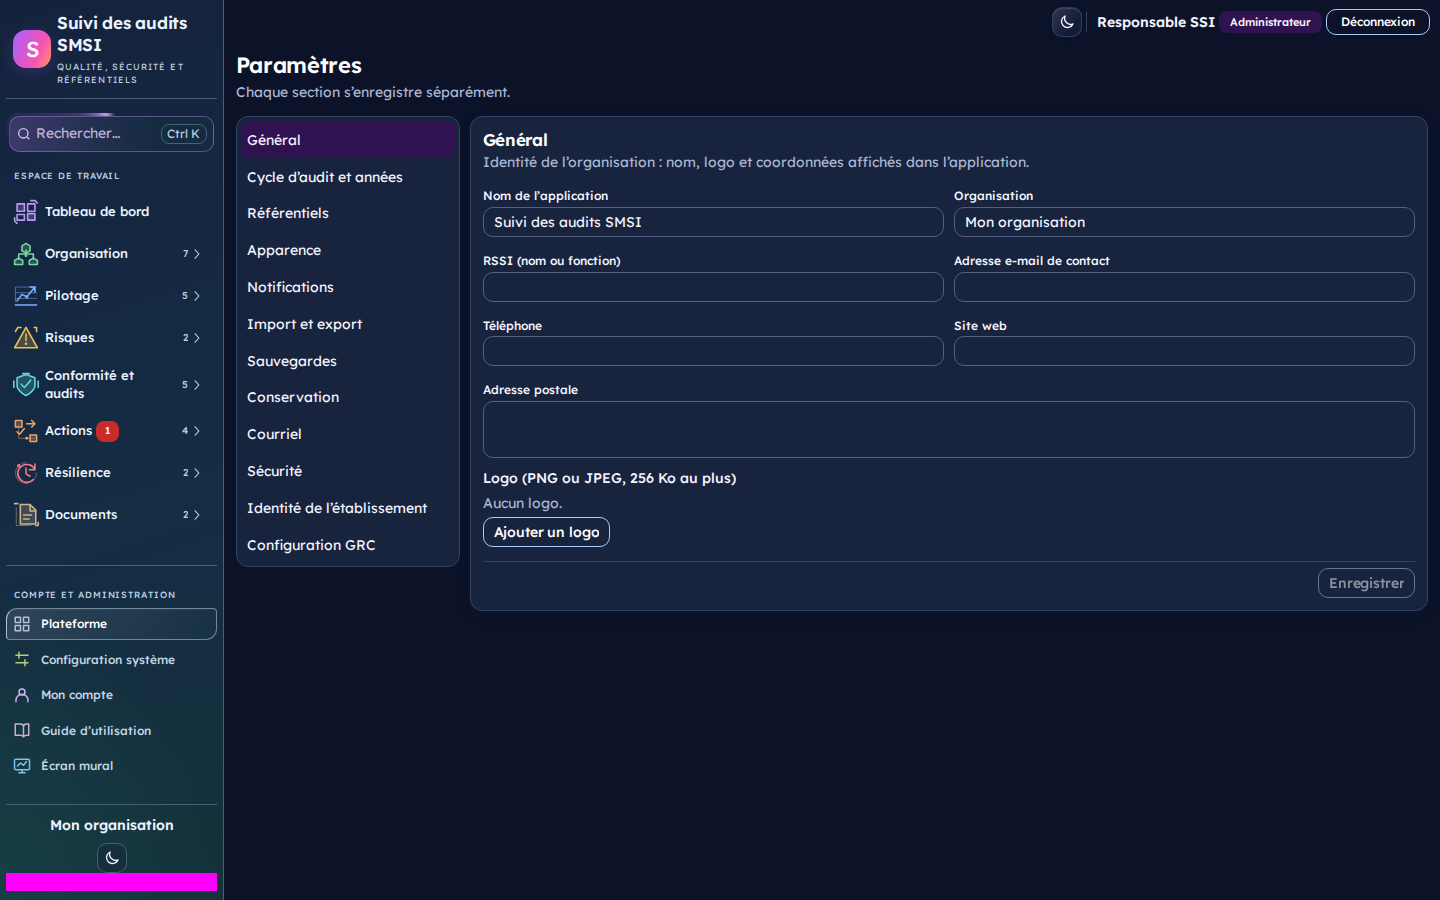 S
Suivi des audits
SMSI
QUALITÉ, SÉCURITÉ ET
RÉFÉRENTIELS
Rechercher…
Ctrl K
ESPACE DE TRAVAIL
Tableau de bord
Organisation
7
Pilotage
5
Risques
2
Conformité et
audits
5
Actions
1
4
Résilience
2
Documents
2
COMPTE ET ADMINISTRATION
Plateforme
Configuration système
Mon compte
Guide d’utilisation
Écran mural
Mon organisation
Responsable SSI
Administrateur
Déconnexion
Paramètres
Chaque section s’enregistre séparément.
Général
Cycle d’audit et années
Référentiels
Apparence
Notifications
Import et export
Sauvegardes
Conservation
Courriel
Sécurité
Identité de l’établissement
Configuration GRC
Général
Identité de l’organisation : nom, logo et coordonnées affichés dans l’application.
Nom de l’application
Organisation
Suivi des audits SMSI
Mon organisation
RSSI (nom ou fonction)
Adresse e-mail de contact
Téléphone
Site web
Adresse postale
Logo (PNG ou JPEG, 256 Ko au plus)
Aucun logo.
Ajouter un logo
Enregistrer